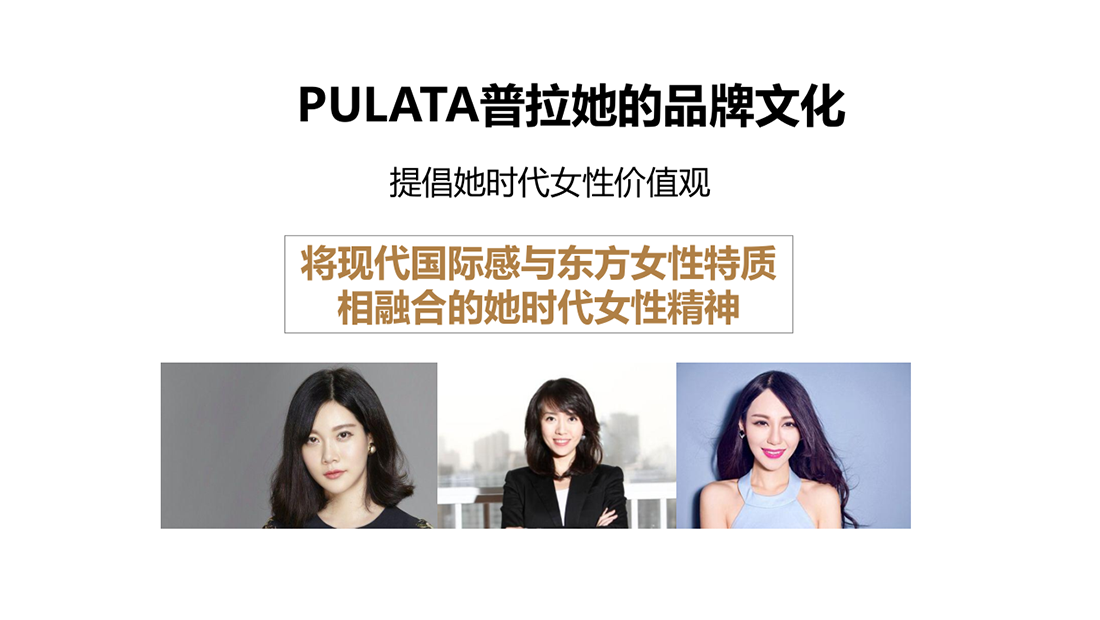 PULATA普拉她的品牌文化
提倡她时代女性价值观
将现代国际感与东方女性特质
相融合的她时代女性精神